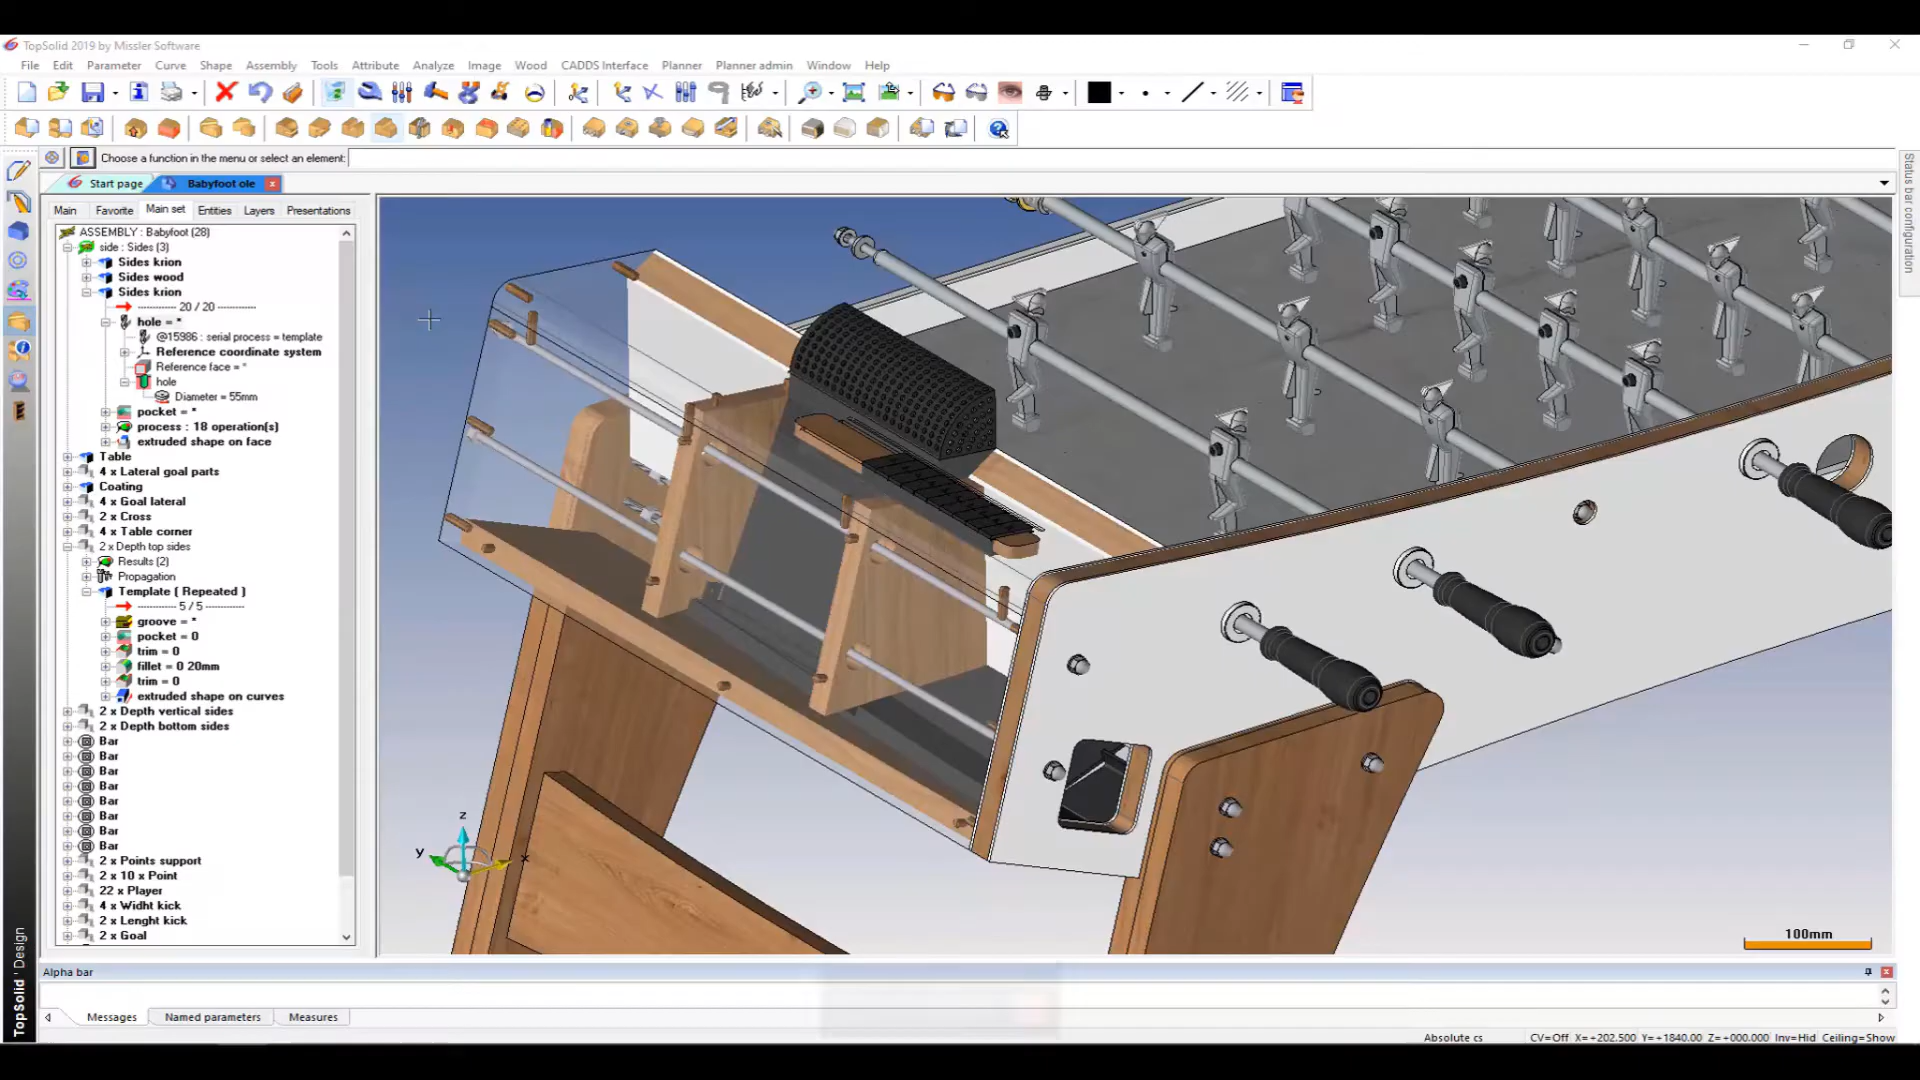 TopSolid 2019 by Missler Software
File Edit Parameter Curve Shape Assembly Tools Attribute Analyze Image Wood CADDS Interface Planner Planner admin Window Help
Choose a function in the menu or select an element:
Start page Babyfoot ole
Main Favorite Main set Entities Layers Presentations
ASSEMBLY : Babyfoot (28)
side : Sides (3)
Sides krion
Sides wood
Sides krion
------------ 20 / 20 ------------
hole = *
@15986 : serial process = template
Reference coordinate system
Reference face = *
hole
Diameter = 55mm
pocket = *
process : 18 operation(s)
extruded shape on face
Table
4 x Lateral goal parts
Coating
4 x Goal lateral
2 x Cross
4 x Table corner
2 x Depth top sides
Results (2)
Propagation
Template ( Repeated )
------------ 5 / 5 ------------
groove = *
pocket = 0
trim = 0
fillet = 0 20mm
trim = 0
extruded shape on curves
2 x Depth vertical sides
2 x Depth bottom sides
Bar
Bar
Bar
Bar
Bar
Bar
Bar
Bar
2 x Points support
2 x 10 x Point
22 x Player
4 x Widht kick
2 x Lenght kick
2 x Goal
z
y
x
100mm
Status bar configuration
TopSolid ' Design
Alpha bar
Messages Named parameters Measures
Absolute cs CV=Off X=+202.500 Y=+1840.00 Z=+000.000 Inv=Hid Ceiling=Show